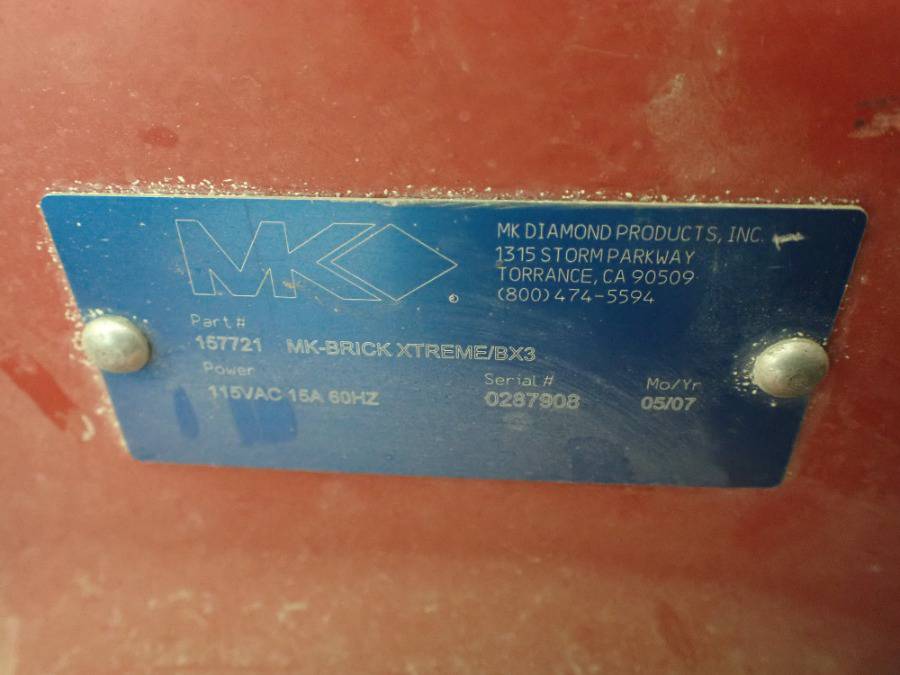 MK
MK DIAMOND PRODUCTS, INC.
1315 STORM PARKWAY
TORRANCE, CA 90509
(800) 474-5594
Part #
157721 MK-BRICK XTREME/BX3
Power
115VAC 15A 60HZ
Serial #
0287908
Mo/Yr
05/07